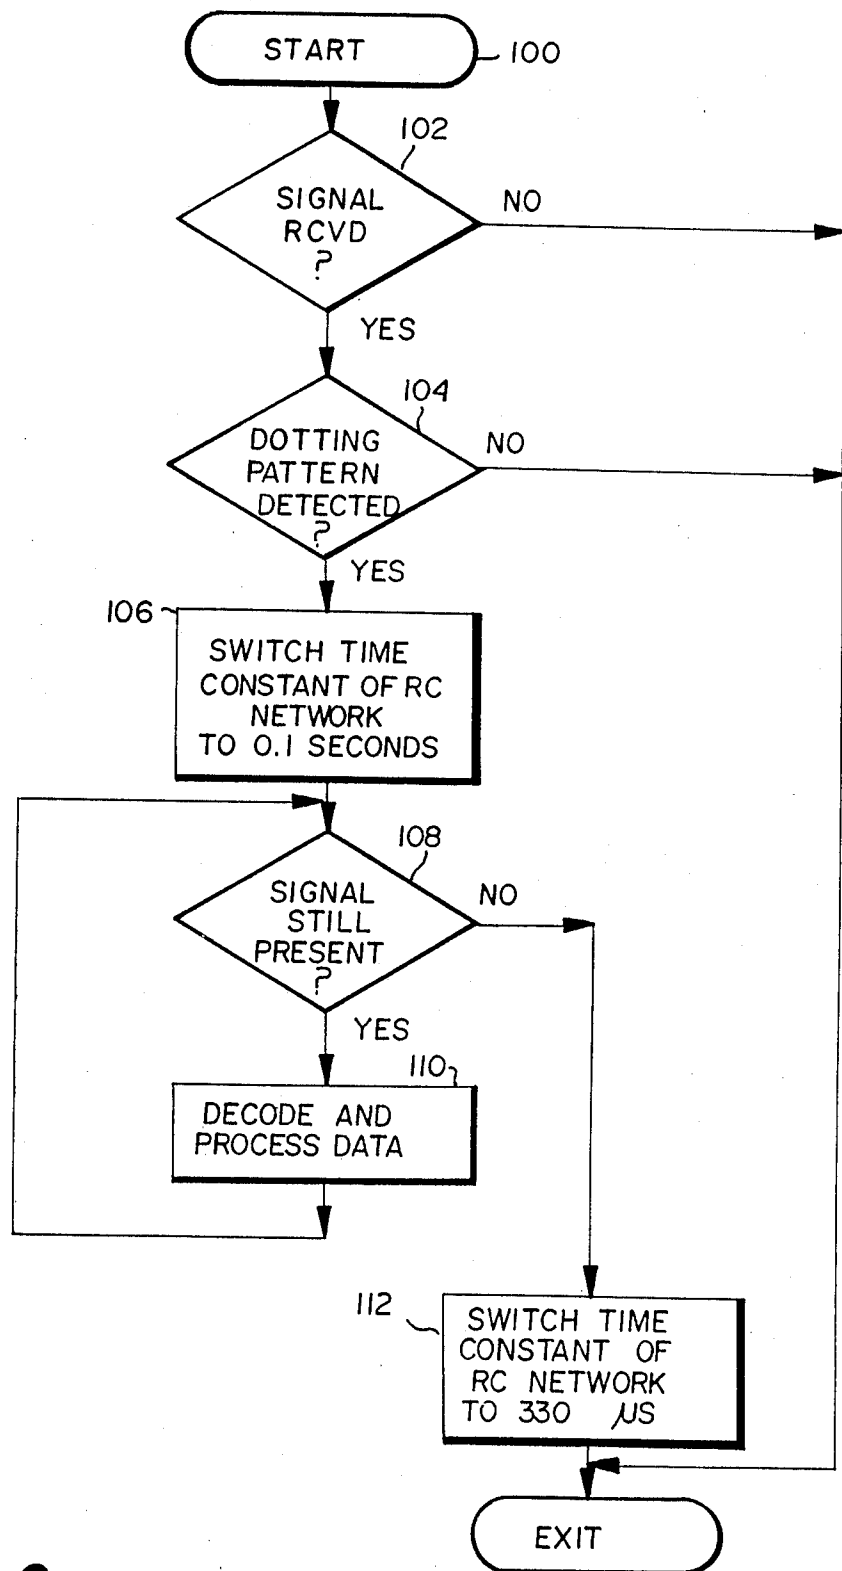 START
100
102
SIGNAL
RCVD
?
NO
YES
104
DOTTING
PATTERN
DETECTED
?
NO
YES
106
SWITCH TIME
CONSTANT OF RC
NETWORK
TO 0.1 SECONDS
108
SIGNAL
STILL
PRESENT
?
NO
YES
110
DECODE AND
PROCESS DATA
112
SWITCH TIME
CONSTANT OF
RC NETWORK
TO 330 µS
EXIT